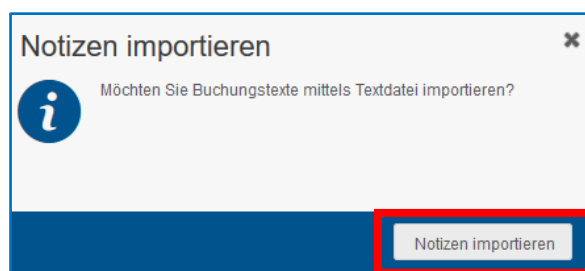 Notizen importieren
Möchten Sie Buchungstexte mittels Textdatei importieren?
Notizen importieren